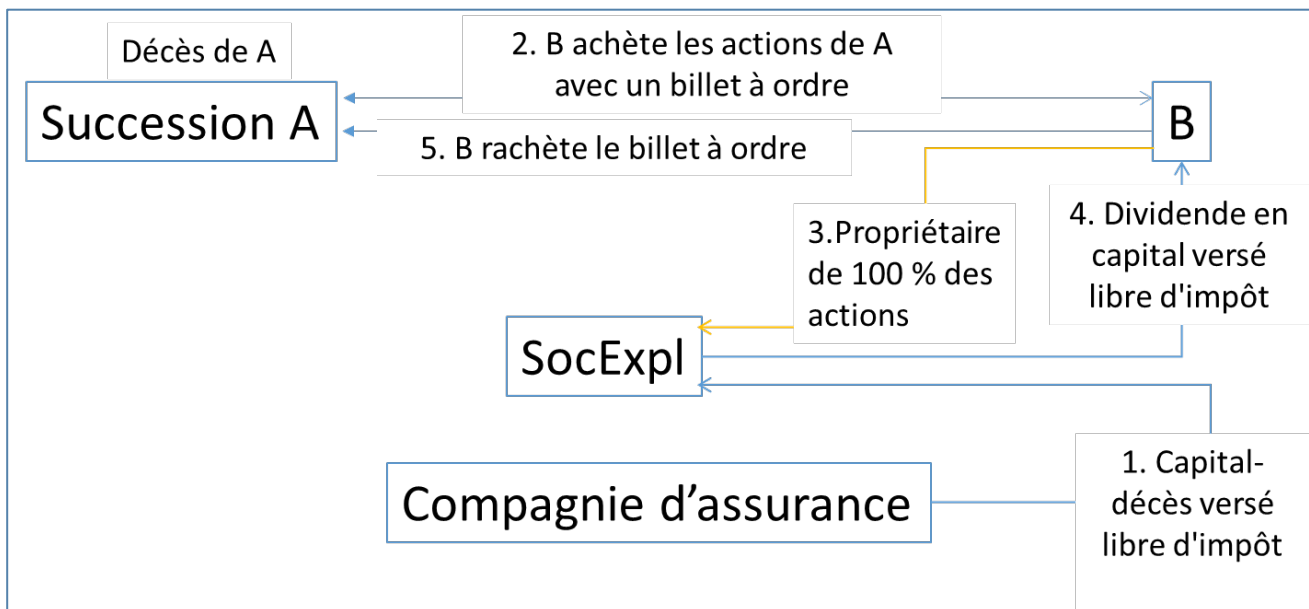 Décès de A
Succession A
2. B achète les actions de A
avec un billet à ordre
B
5. B rachète le billet à ordre
3.Propriétaire
de 100 % des
actions
4. Dividende en
capital versé
libre d'impôt
SocExpl
Compagnie d’assurance
1. Capital-
décès versé
libre d'impôt